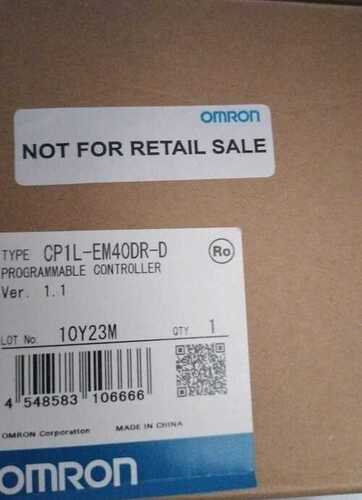 OMRON
NOT FOR RETAIL SALE
TYPE CP1L-EM40DR-D
PROGRAMMABLE CONTROLLER
Ver. 1.1
Ro
LOT No. 10Y23M QTY. 1
4 548583 106666
OMRON Corporation MADE IN CHINA
OMRON